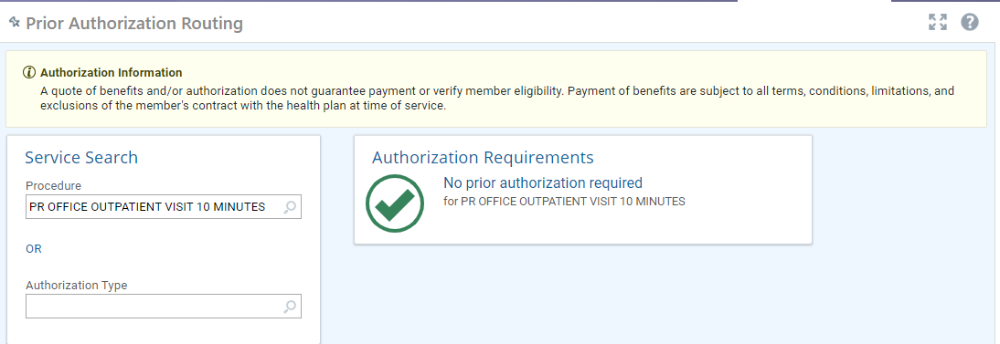 Prior Authorization Routing
Authorization Information
A quote of benefits and/or authorization does not guarantee payment or verify member eligibility. Payment of benefits are subject to all terms, conditions, limitations, and
exclusions of the member's contract with the health plan at time of service.
Service Search
Procedure
PR OFFICE OUTPATIENT VISIT 10 MINUTES
OR
Authorization Type
Authorization Requirements
No prior authorization required
for PR OFFICE OUTPATIENT VISIT 10 MINUTES